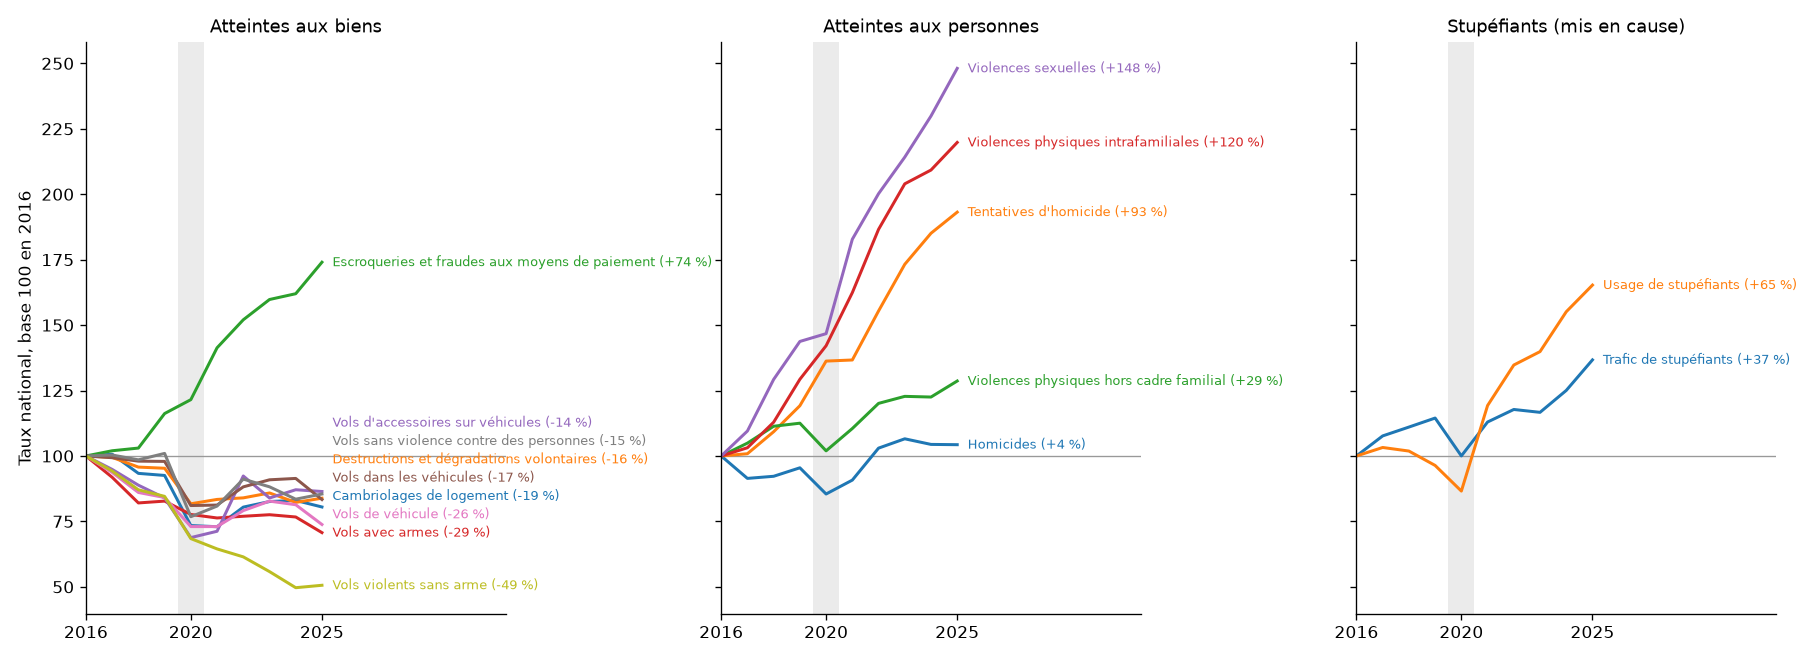 Atteintes aux biens
Atteintes aux personnes
Stupéfiants (mis en cause)
Taux national, base 100 en 2016
250
225
200
175
150
125
100
75
50
Escroqueries et fraudes aux moyens de paiement (+74 %)
Vols d'accessoires sur véhicules (-14 %)
Vols sans violence contre des personnes (-15 %)
Destructions et dégradations volontaires (-16 %)
Vols dans les véhicules (-17 %)
Cambriolages de logement (-19 %)
Vols de véhicule (-26 %)
Vols avec armes (-29 %)
Vols violents sans arme (-49 %)
2016 2020 2025
Violences sexuelles (+148 %)
Violences physiques intrafamiliales (+120 %)
Tentatives d'homicide (+93 %)
Violences physiques hors cadre familial (+29 %)
Homicides (+4 %)
2016 2020 2025
Usage de stupéfiants (+65 %)
Trafic de stupéfiants (+37 %)
2016 2020 2025